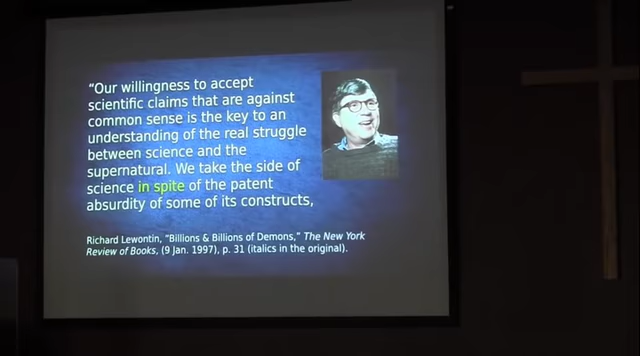 “Our willingness to accept
scientific claims that are against
common sense is the key to an
understanding of the real struggle
between science and the
supernatural. We take the side of
science in spite of the patent
absurdity of some of its constructs,
Richard Lewontin, “Billions & Billions of Demons,” The New York
Review of Books, (9 Jan. 1997), p. 31 (italics in the original).